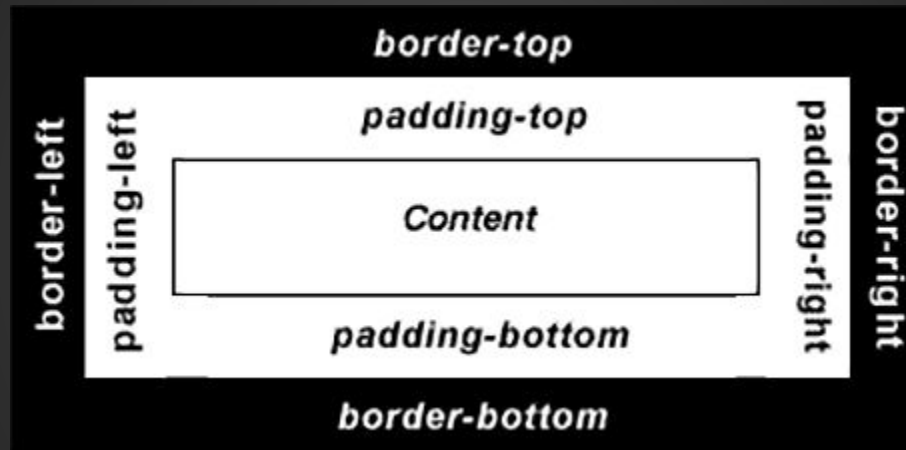 border-top
padding-top
border-left
padding-left
Content
padding-right
border-right
padding-bottom
border-bottom